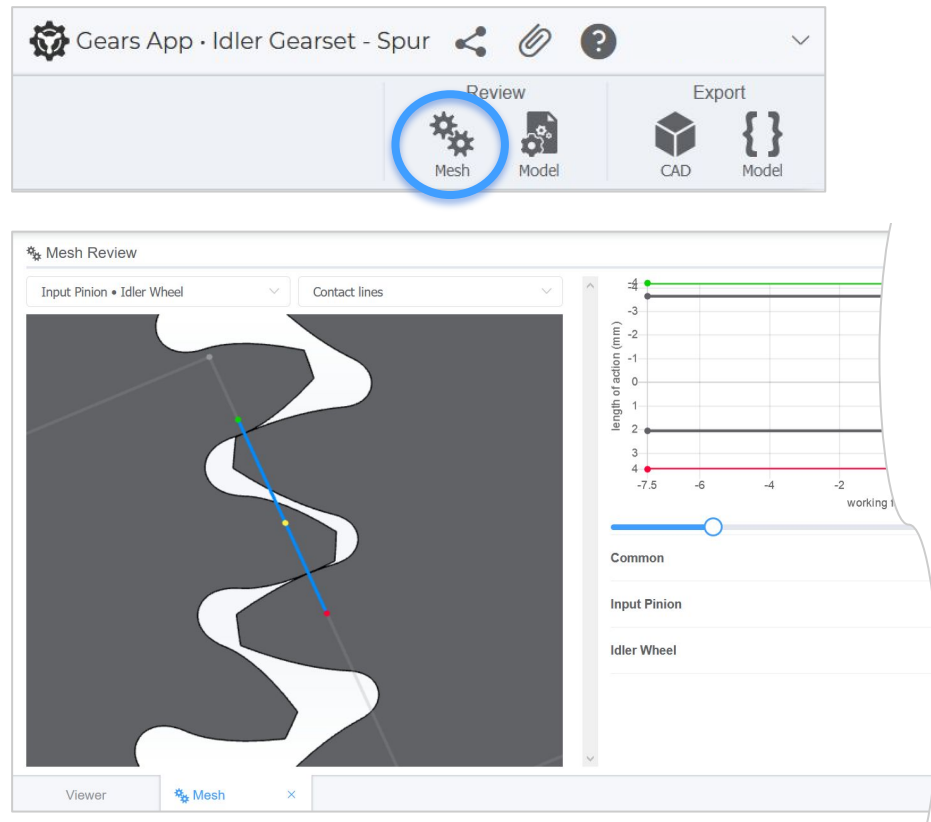 Gears App · Idler Gearset - Spur
Review
Export
Mesh
Model
CAD
Model
Mesh Review
Input Pinion • Idler Wheel
Contact lines
length of action (mm)
-4
-3
-2
-1
0
1
2
3
4
-7.5
-6
-4
-2
working
Common
Input Pinion
Idler Wheel
Viewer
Mesh